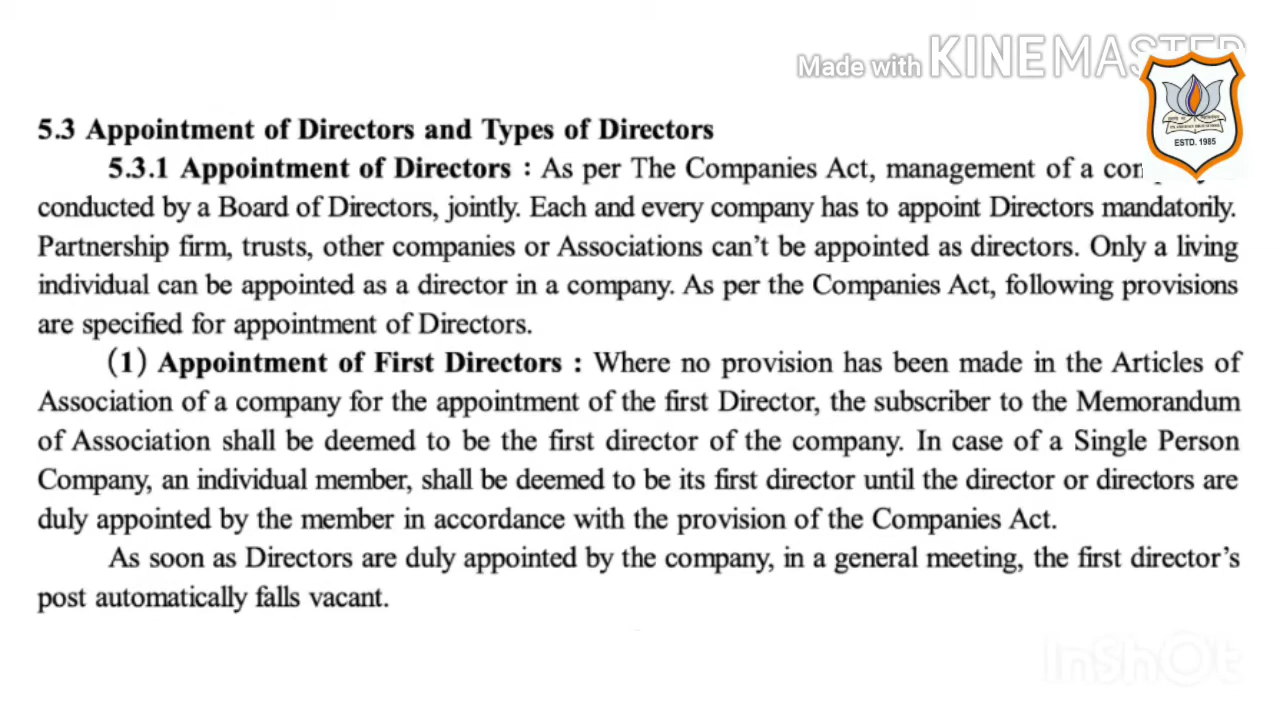 Made with KINEMASTER
ESTD. 1985
5.3 Appointment of Directors and Types of Directors
5.3.1 Appointment of Directors : As per The Companies Act, management of a
conducted by a Board of Directors, jointly. Each and every company has to appoint Directors mandatorily.
Partnership firm, trusts, other companies or Associations can't be appointed as directors. Only a living
individual can be appointed as a director in a company. As per the Companies Act, following provisions
are specified for appointment of Directors.
(1) Appointment of First Directors : Where no provision has been made in the Articles of
Association of a company for the appointment of the first Director, the subscriber to the Memorandum
of Association shall be deemed to be the first director of the company. In case of a Single Person
Company, an individual member, shall be deemed to be its first director until the director or directors are
duly appointed by the member in accordance with the provision of the Companies Act.
As soon as Directors are duly appointed by the company, in a general meeting, the first director's
post automatically falls vacant.
InShOt